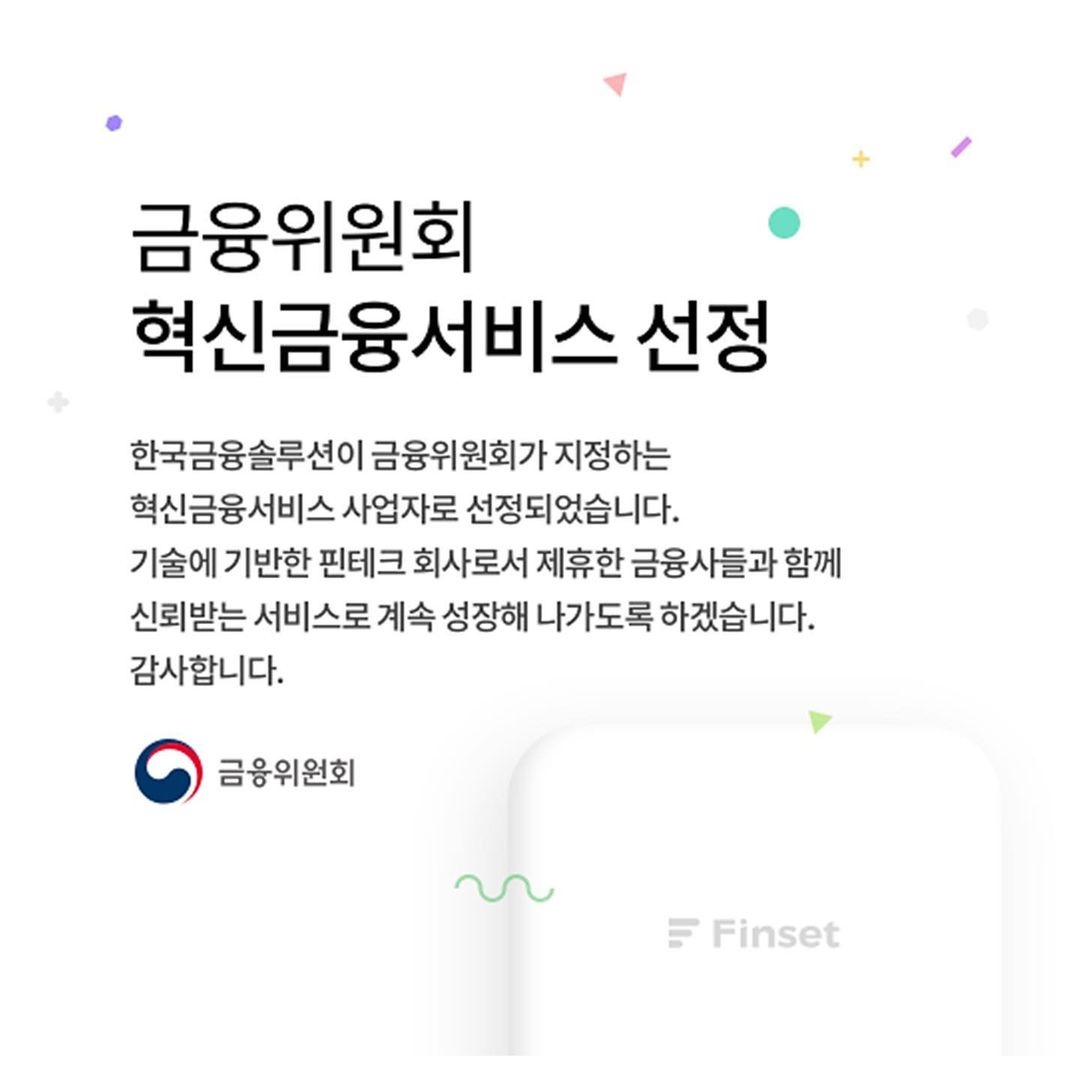 금융위원회
혁신금융서비스 선정
한국금융솔루션이 금융위원회가 지정하는
혁신금융서비스 사업자로 선정되었습니다.
기술에 기반한 핀테크 회사로서 제휴한 금융사들과 함께
신뢰받는 서비스로 계속 성장해 나가도록 하겠습니다.
감사합니다.
금융위원회
Finset